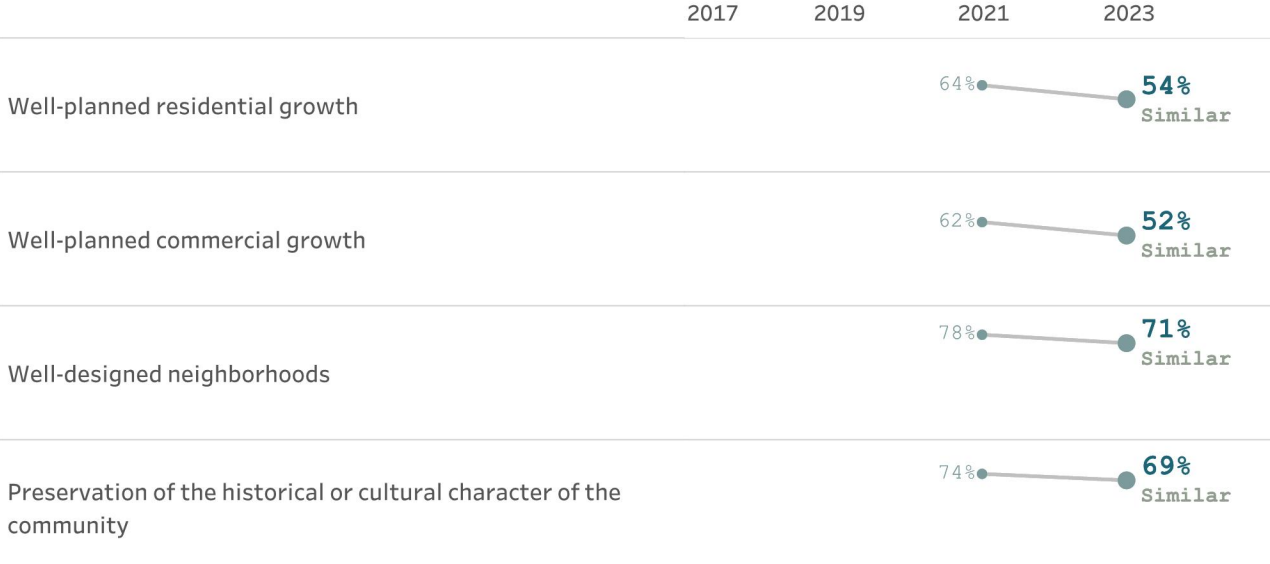 2017 2019 2021 2023
Well-planned residential growth 64% 54%
Similar
Well-planned commercial growth 62% 52%
Similar
Well-designed neighborhoods 78% 71%
Similar
Preservation of the historical or cultural character of the 74% 69%
community Similar